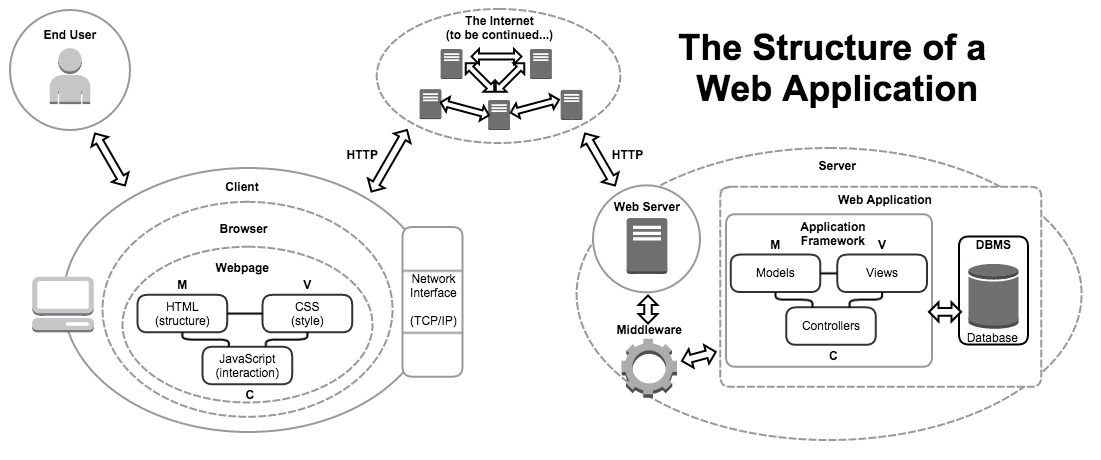 The Structure of a
Web Application
End User
The Internet
(to be continued...)
HTTP
HTTP
Client
Browser
Webpage
M
V
HTML
(structure)
CSS
(style)
JavaScript
(interaction)
C
Network
Interface
(TCP/IP)
Server
Web Server
Middleware
Web Application
Application
Framework
M
V
Models
Views
Controllers
C
DBMS
Database